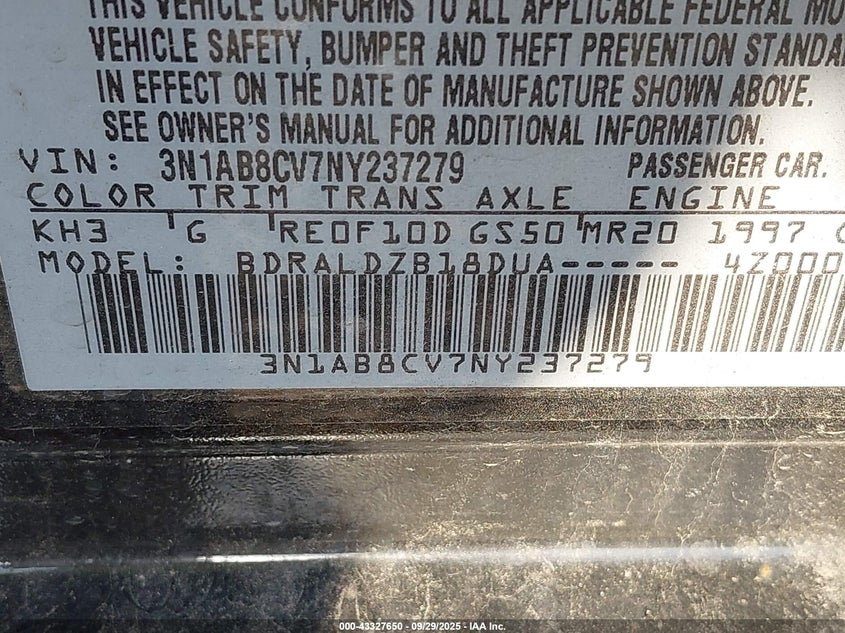 THIS VEHICLE CONFORMS TO ALL APPLICABLE FEDERAL MO
VEHICLE SAFETY, BUMPER AND THEFT PREVENTION STANDA
IN EFFECT ON THE DATE OF MANUFACTURE SHOWN ABOVE.
SEE OWNER'S MANUAL FOR ADDITIONAL INFORMATION.
VIN: 3N1AB8CV7NY237279 PASSENGER CAR.
COLOR TRIM TRANS AXLE ENGINE
KH3 G RE0F10D GS50 MR20 1997 C
MODEL: BDRALDZB18DUA----- 4Z000
3N1AB8CV7NY237279
000-43327650 - 09/29/2025 - IAA Inc.